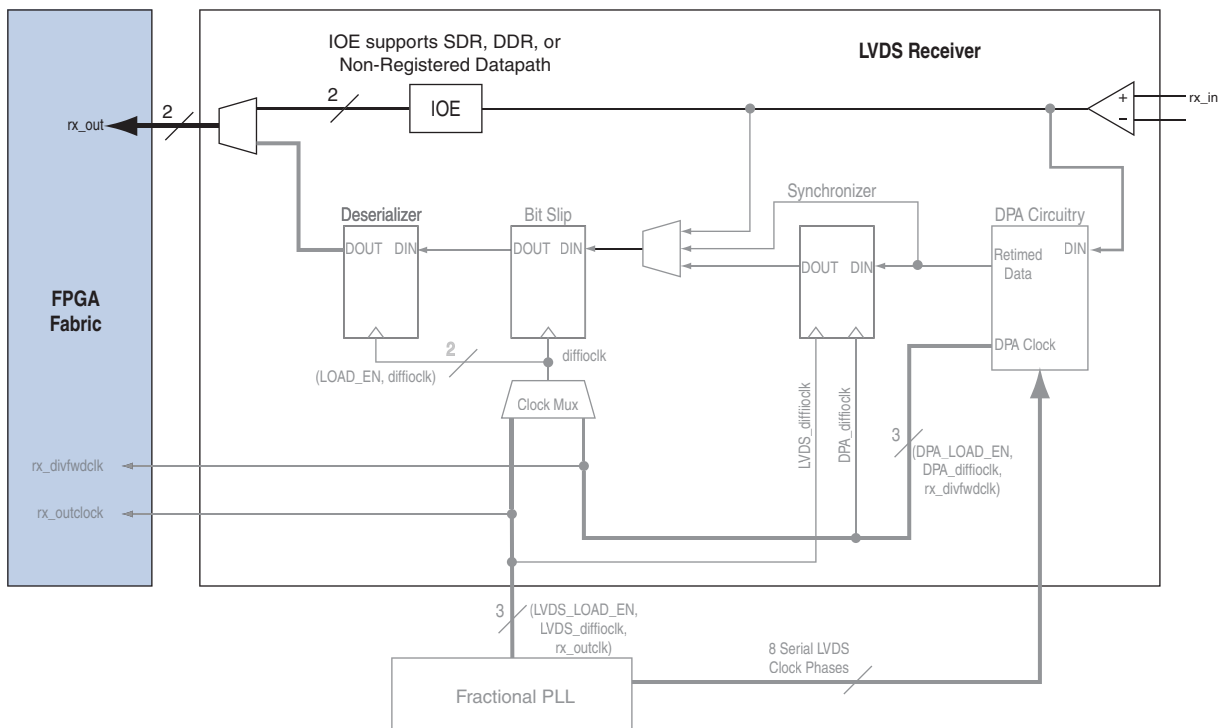 IOE supports SDR, DDR, or
Non-Registered Datapath
LVDS Receiver
2
2
IOE
+
–
rx_in
rx_out
Synchronizer
Deserializer
Bit Slip
DPA Circuitry
DOUT DIN
DOUT DIN
DOUT DIN
Retimed
Data
DIN
FPGA
Fabric
2
diffioclk
DPA Clock
(LOAD_EN, diffioclk)
Clock Mux
LVDS_diffiioclk
DPA_diffioclk
3
(DPA_LOAD_EN,
DPA_diffioclk,
rx_divfwdclk)
rx_divfwdclk
rx_outclock
3
(LVDS_LOAD_EN,
LVDS_diffioclk,
rx_outclk)
8 Serial LVDS
Clock Phases
Fractional PLL